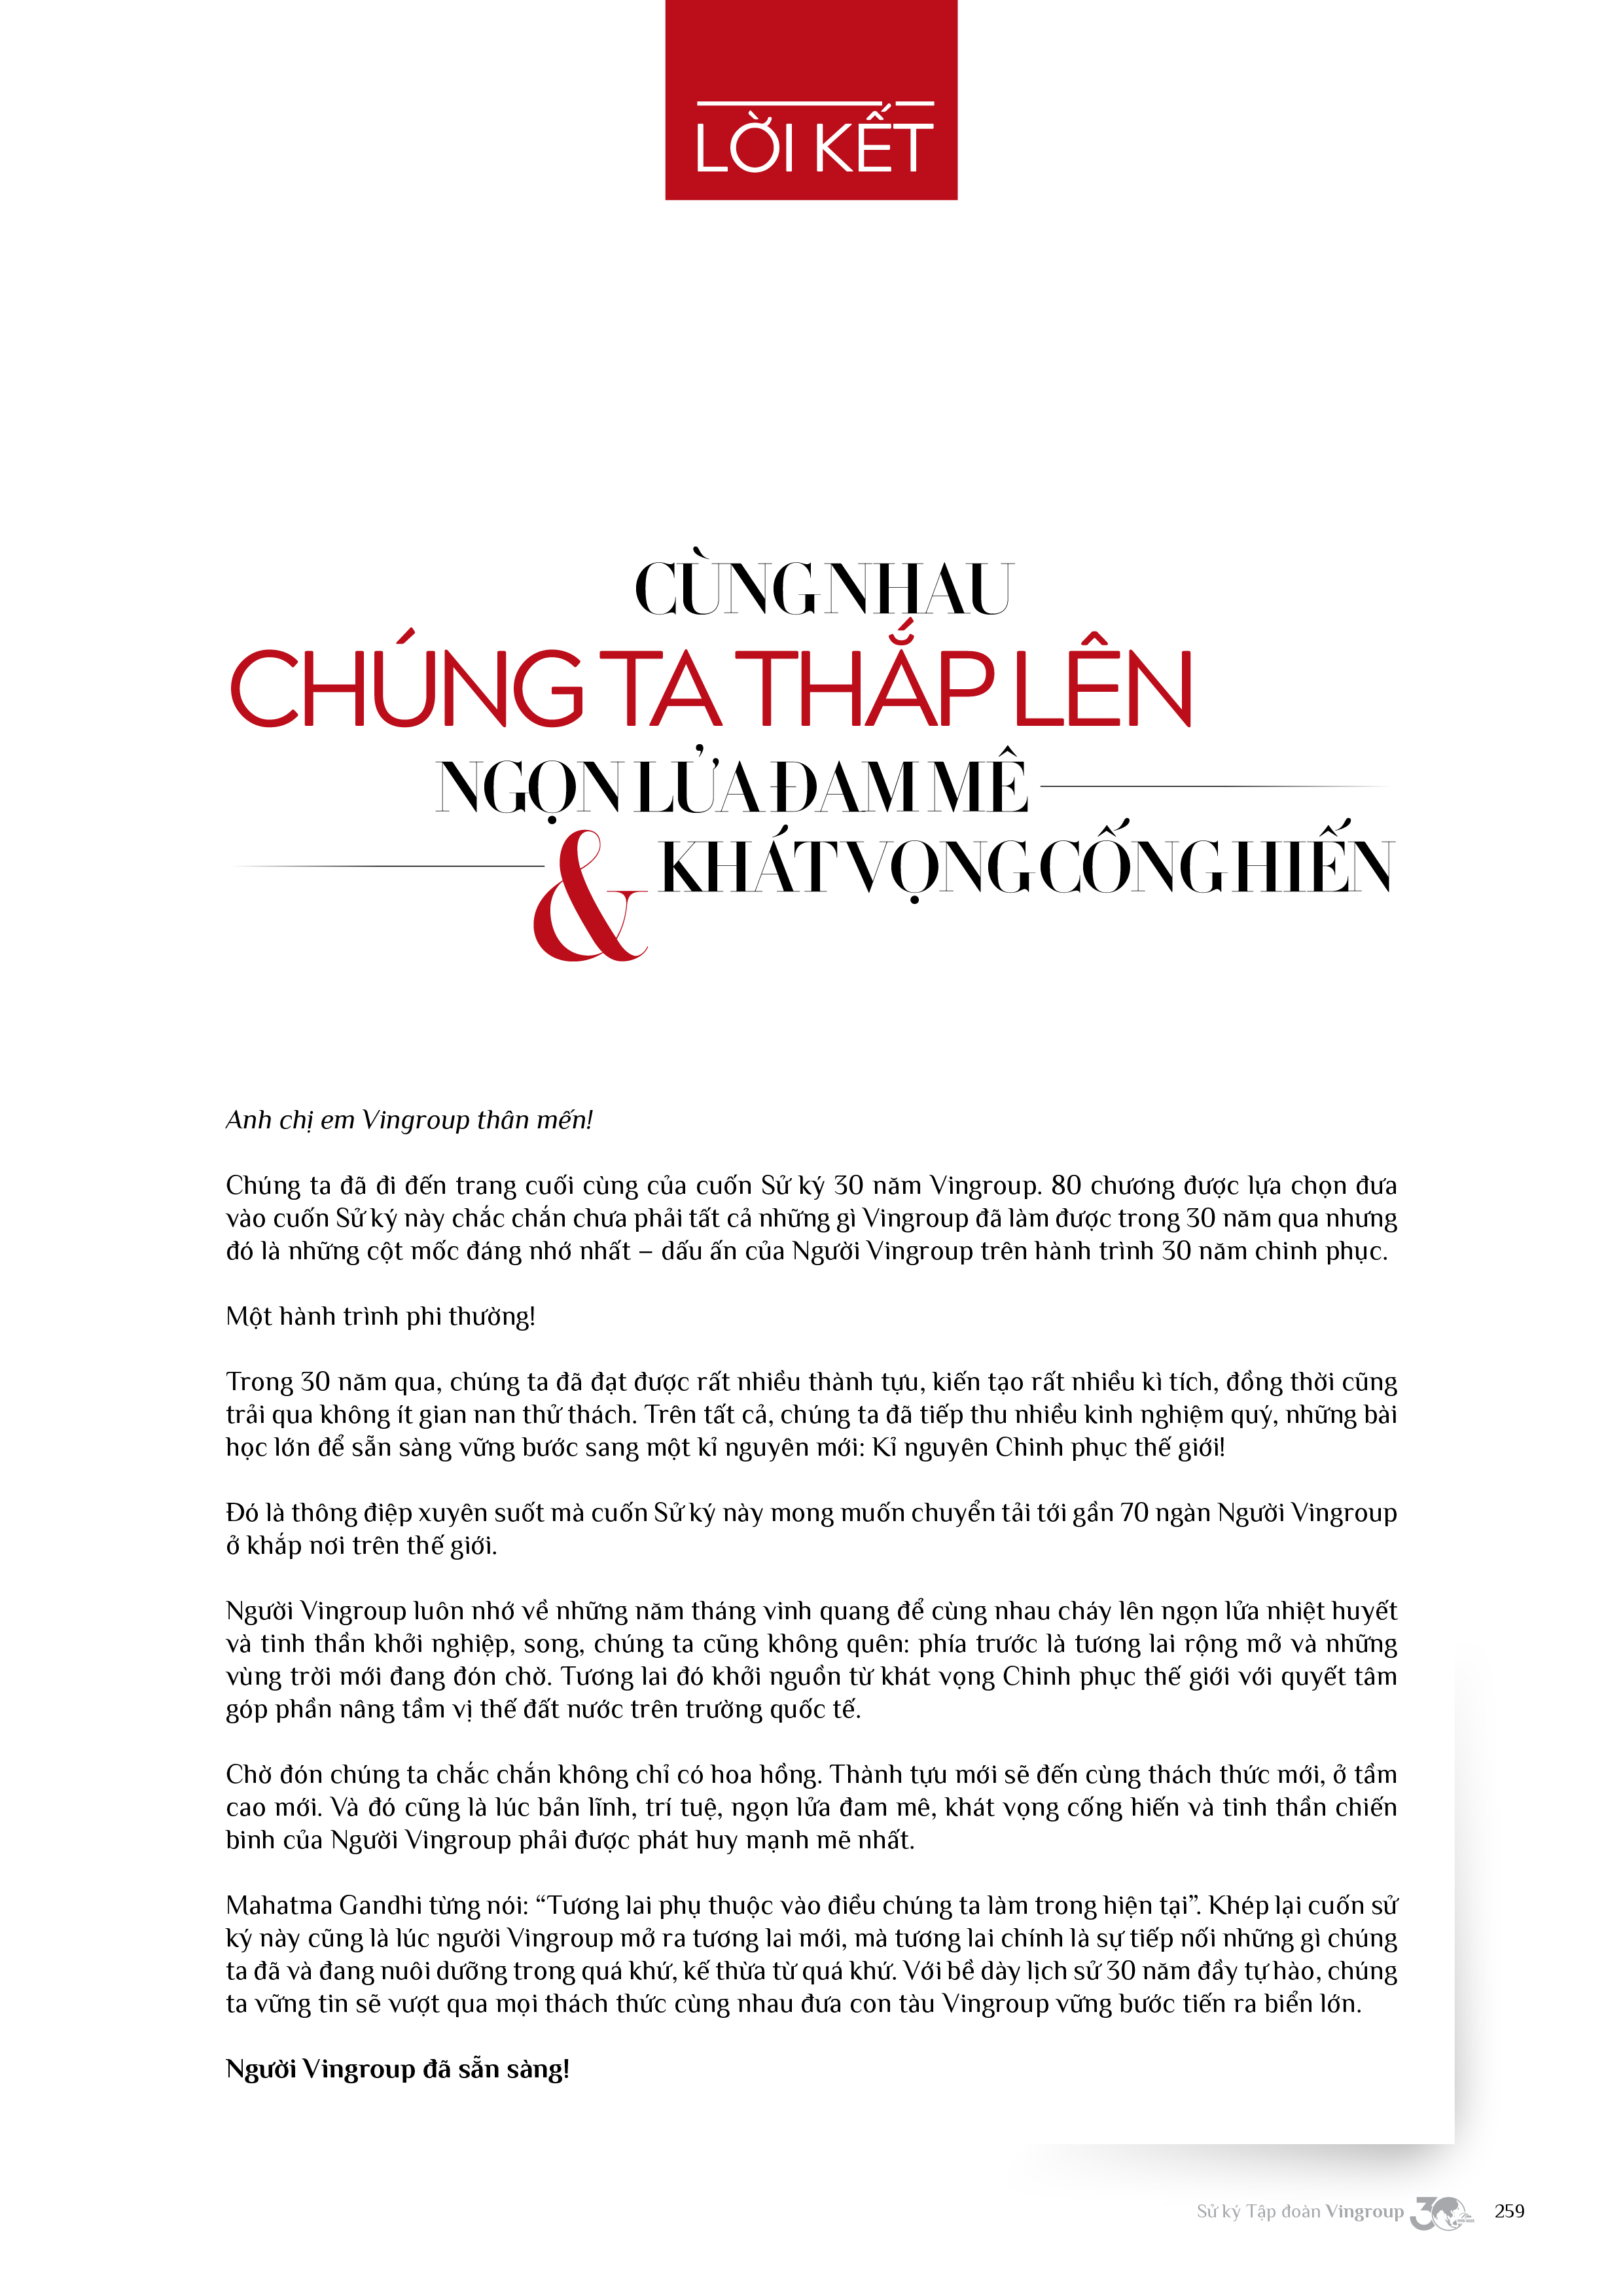 LỜI KẾT
CÙNG NHAU
CHÚNG TA THẮP LÊN
NGỌN LỬA ĐAM MÊ
& KHÁT VỌNG CỐNG HIẾN
Anh chị em Vingroup thân mến!
Chúng ta đã đi đến trang cuối cùng của cuốn Sử ký 30 năm Vingroup. 80 chương được lựa chọn đưa
vào cuốn Sử ký này chắc chắn chưa phải tất cả những gì Vingroup đã làm được trong 30 năm qua nhưng
đó là những cột mốc đáng nhớ nhất – dấu ấn của Người Vingroup trên hành trình 30 năm chinh phục.
Một hành trình phi thường!
Trong 30 năm qua, chúng ta đã đạt được rất nhiều thành tựu, kiến tạo rất nhiều kì tích, đồng thời cũng
trải qua không ít gian nan thử thách. Trên tất cả, chúng ta đã tiếp thu nhiều kinh nghiệm quý, những bài
học lớn để sẵn sàng vững bước sang một kỉ nguyên mới: Kỉ nguyên Chinh phục thế giới!
Đó là thông điệp xuyên suốt mà cuốn Sử ký này mong muốn chuyển tải tới gần 70 ngàn Người Vingroup
ở khắp nơi trên thế giới.
Người Vingroup luôn nhớ về những năm tháng vinh quang để cùng nhau cháy lên ngọn lửa nhiệt huyết
và tinh thần khởi nghiệp, song, chúng ta cũng không quên: phía trước là tương lai rộng mở và những
vùng trời mới đang đón chờ. Tương lai đó khởi nguồn từ khát vọng Chinh phục thế giới với quyết tâm
góp phần nâng tầm vị thế đất nước trên trường quốc tế.
Chờ đón chúng ta chắc chắn không chỉ có hoa hồng. Thành tựu mới sẽ đến cùng thách thức mới, ở tầm
cao mới. Và đó cũng là lúc bản lĩnh, trí tuệ, ngọn lửa đam mê, khát vọng cống hiến và tinh thần chiến
binh của Người Vingroup phải được phát huy mạnh mẽ nhất.
Mahatma Gandhi từng nói: “Tương lai phụ thuộc vào điều chúng ta làm trong hiện tại”. Khép lại cuốn sử
ký này cũng là lúc người Vingroup mở ra tương lai mới, mà tương lai chính là sự tiếp nối những gì chúng
ta đã và đang nuôi dưỡng trong quá khứ, kế thừa từ quá khứ. Với bề dày lịch sử 30 năm đầy tự hào, chúng
ta vững tin sẽ vượt qua mọi thách thức cùng nhau đưa con tàu Vingroup vững bước tiến ra biển lớn.
Người Vingroup đã sẵn sàng!
Sử ký Tập đoàn Vingroup 30 259